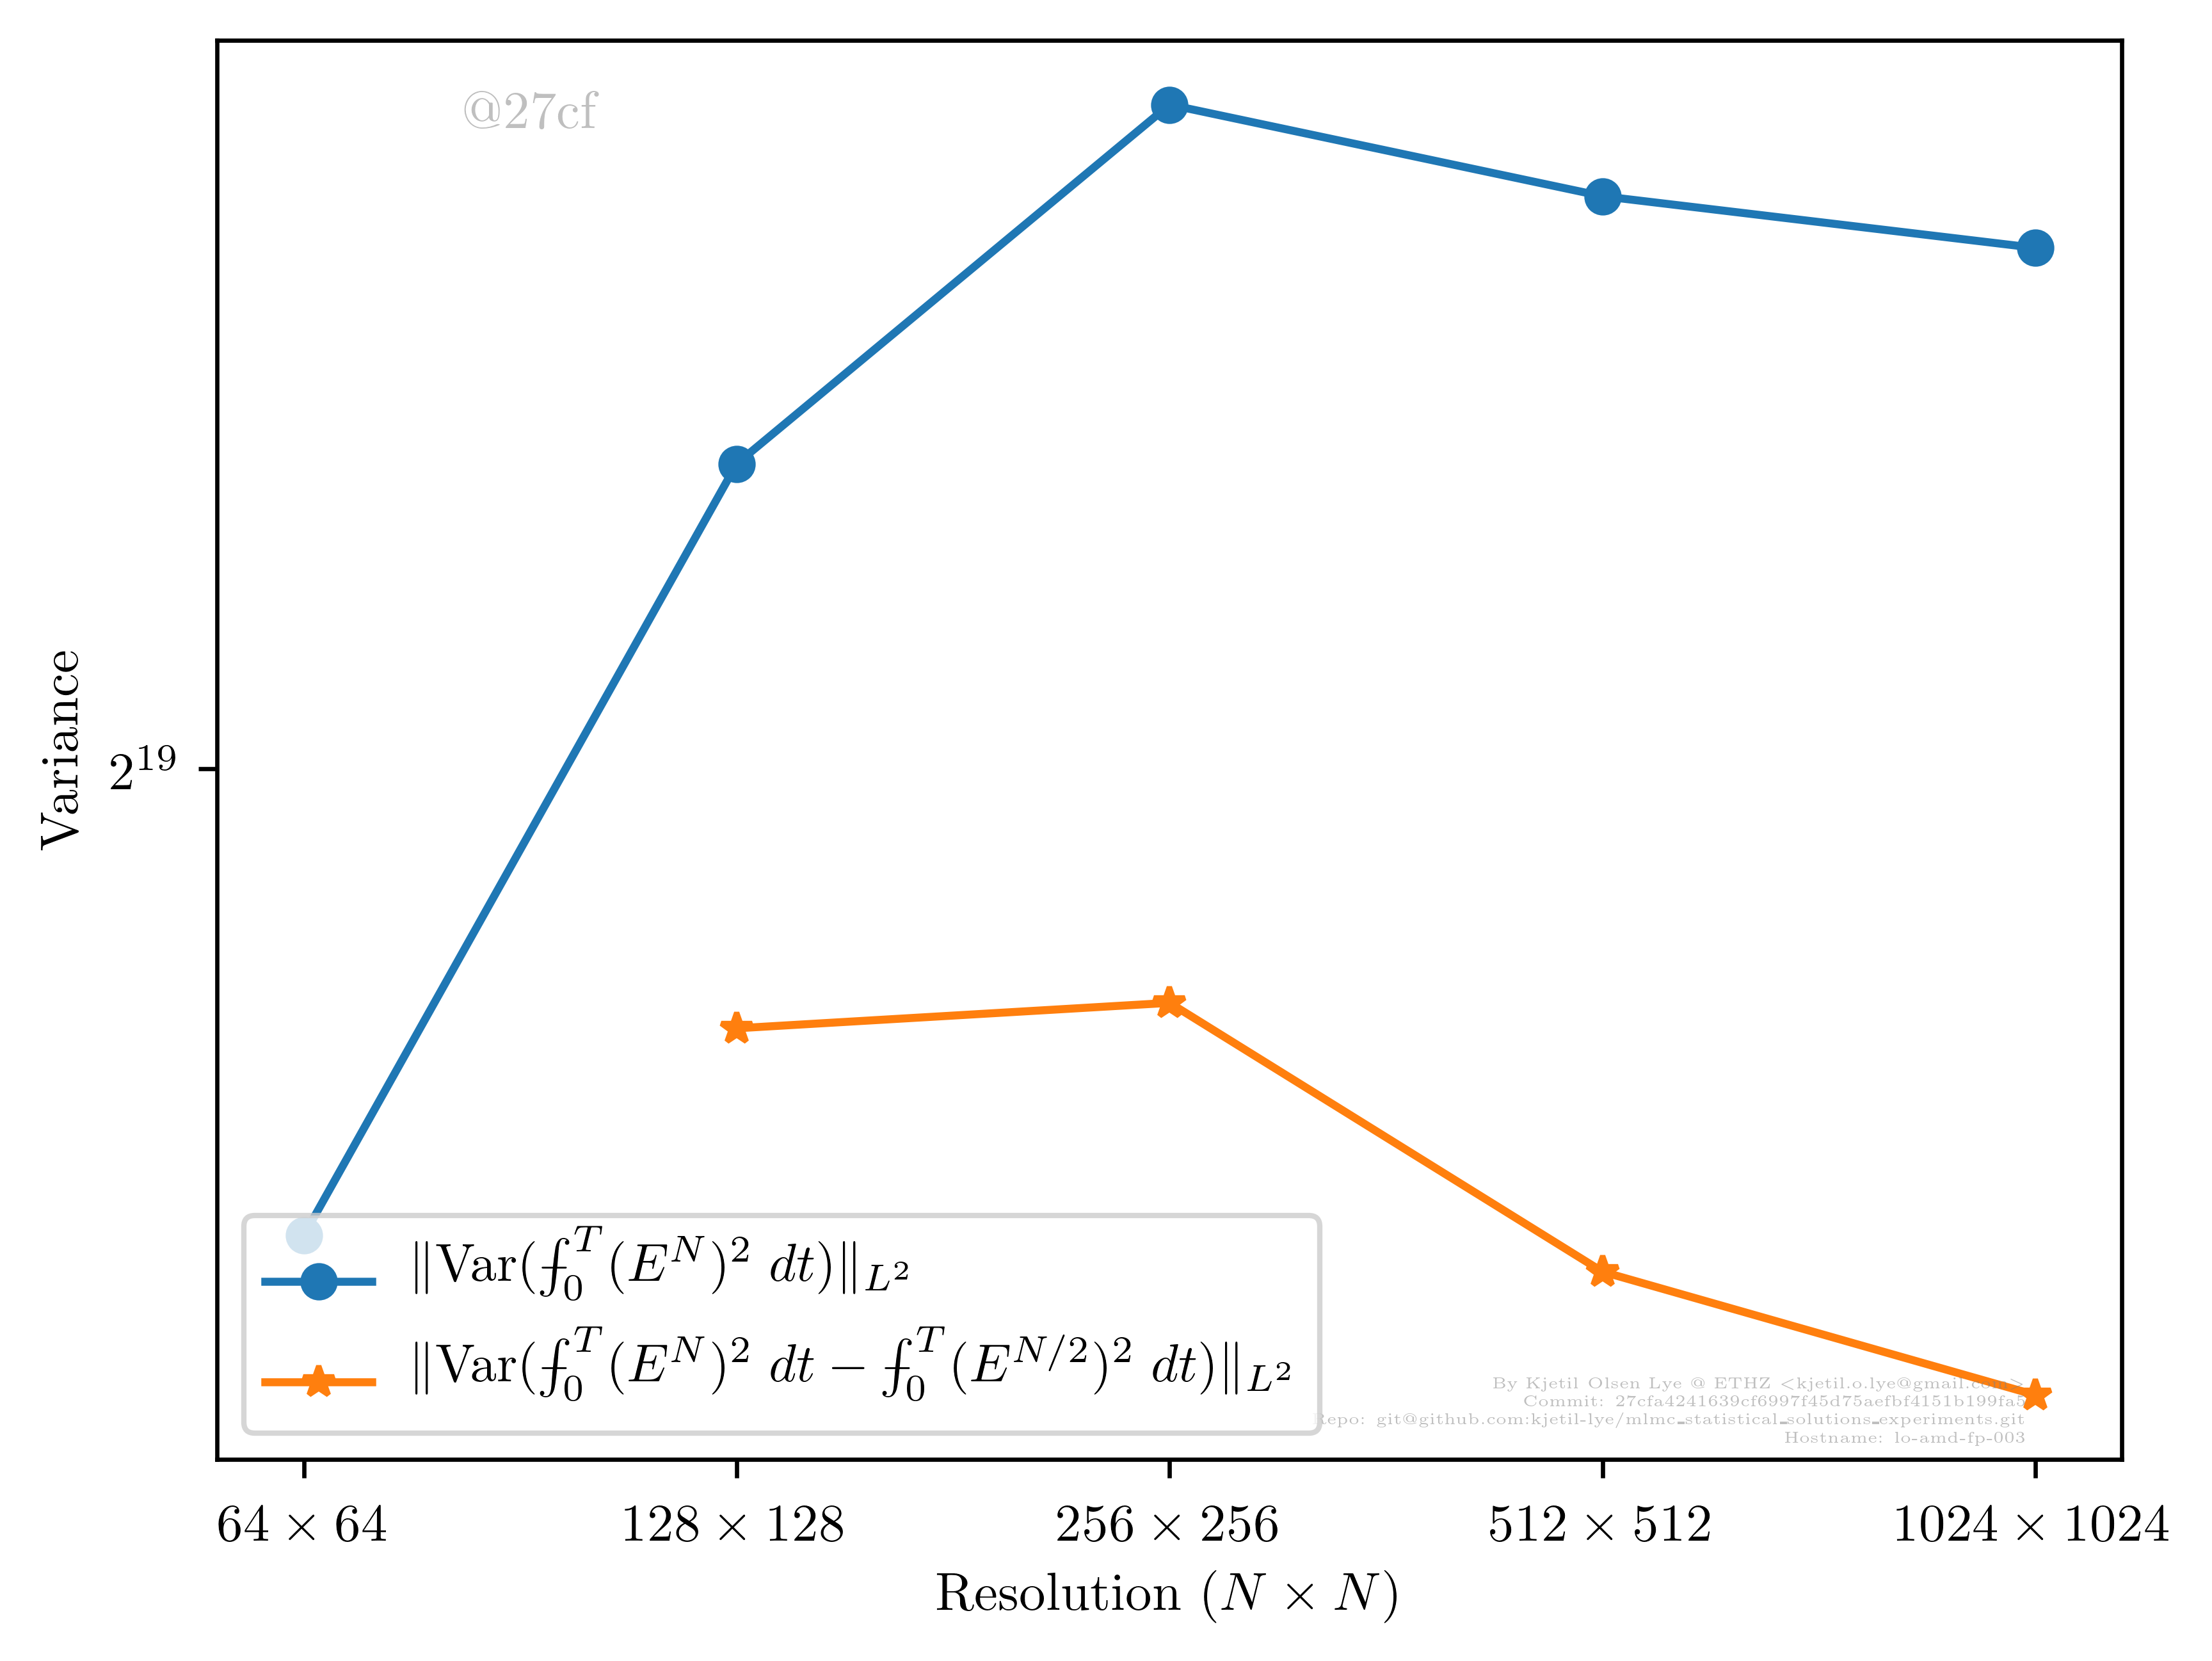 @27cf
Variance
2^19
‖Var(⨍_0^T (E^N)^2 dt)‖_{L^2}
‖Var(⨍_0^T (E^N)^2 dt − ⨍_0^T (E^{N/2})^2 dt)‖_{L^2}
By Kjetil Olsen Lye @ ETHZ <kjetil.o.lye@gmail.com>
Commit: 27cfa4241639cf6997f45d75aefbf4151b199fa5
Repo: git@github.com:kjetil-lye/mlmc_statistical_solutions_experiments.git
Hostname: lo-amd-fp-003
64 × 64 128 × 128 256 × 256 512 × 512 1024 × 1024
Resolution (N × N)